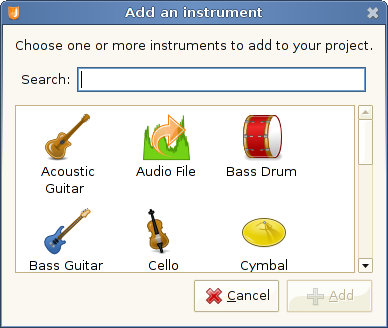 Add an instrument
Choose one or more instruments to add to your project.
Search:
Acoustic Guitar
Audio File
Bass Drum
Bass Guitar
Cello
Cymbal
Cancel
Add